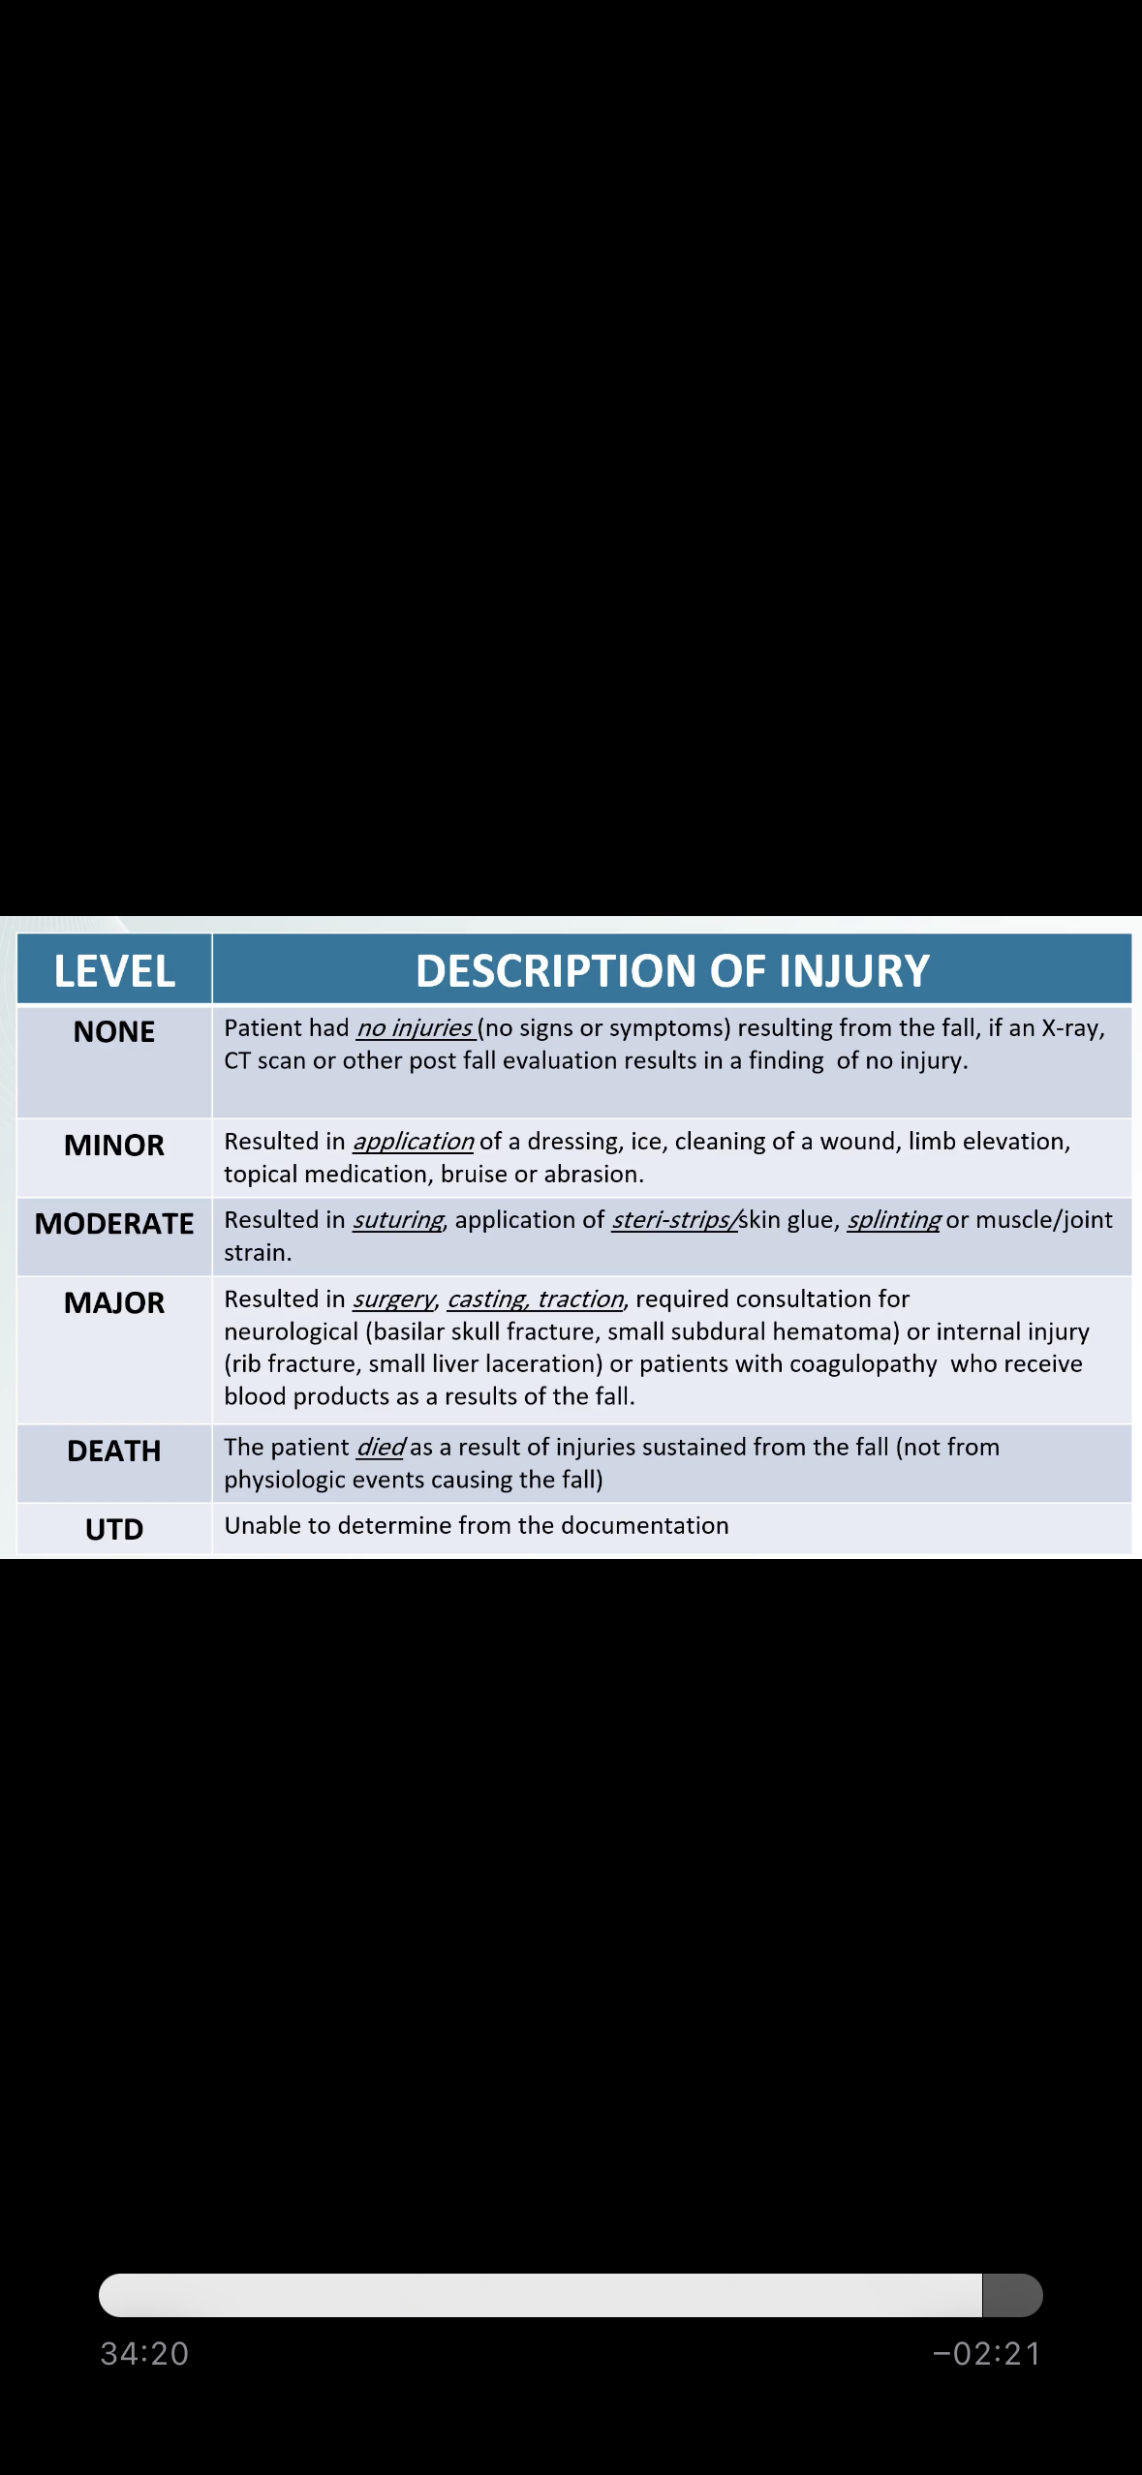 LEVEL
DESCRIPTION OF INJURY
NONE
Patient had no injuries (no signs or symptoms) resulting from the fall, if an X-ray,
CT scan or other post fall evaluation results in a finding of no injury.
MINOR
Resulted in application of a dressing, ice, cleaning of a wound, limb elevation,
topical medication, bruise or abrasion.
MODERATE
Resulted in suturing, application of steri-strips/skin glue, splinting or muscle/joint
strain.
MAJOR
Resulted in surgery, casting, traction, required consultation for
neurological (basilar skull fracture, small subdural hematoma) or internal injury
(rib fracture, small liver laceration) or patients with coagulopathy who receive
blood products as a results of the fall.
DEATH
The patient died as a result of injuries sustained from the fall (not from
physiologic events causing the fall)
UTD
Unable to determine from the documentation
34:20
−02:21